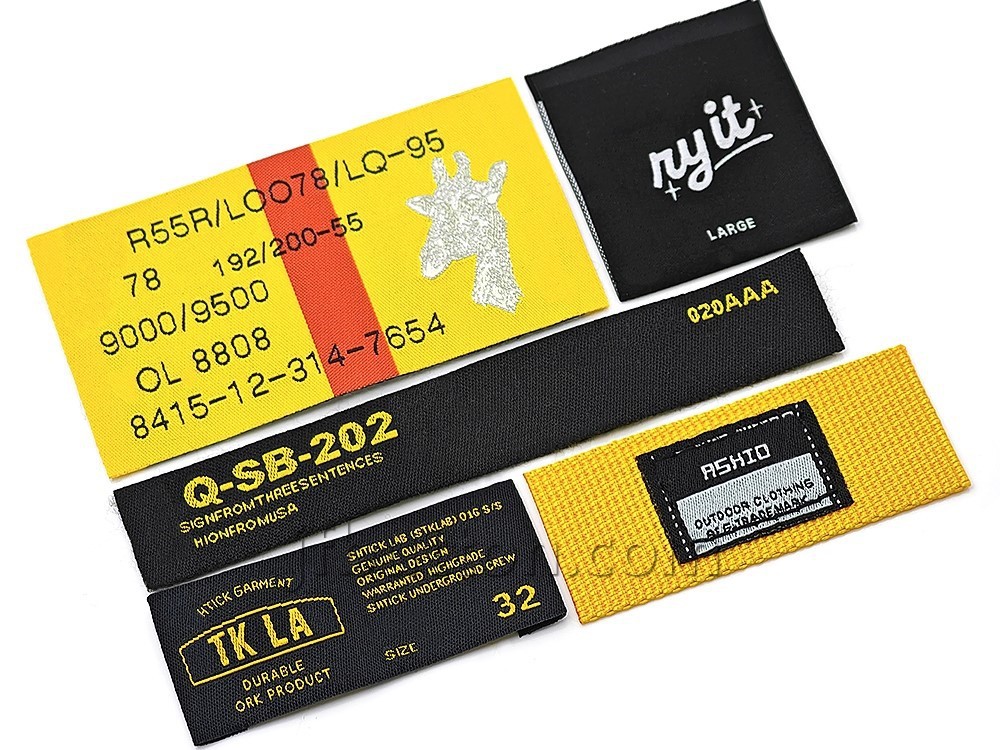 R55R/LOO78/LQ-95
78 192/200-55
9000/9500
OL 8808
8415-12-314-7654
ry it
LARGE
020AAA
Q-SB-202
SIGNFROMTHREESENTENCES
HIONFROMUSA
ASHIO
OUTDOOR CLOTHING
HTICK GARMENT
TK LA
DURABLE
ORK PRODUCT
SHTICK LAB (STKLAB) 016 S/S
GENUINE QUALITY
ORIGINAL DESIGN
WARRANTED HIGHGRADE
SHTICK UNDERGROUND CREW
SIZE
32
.com